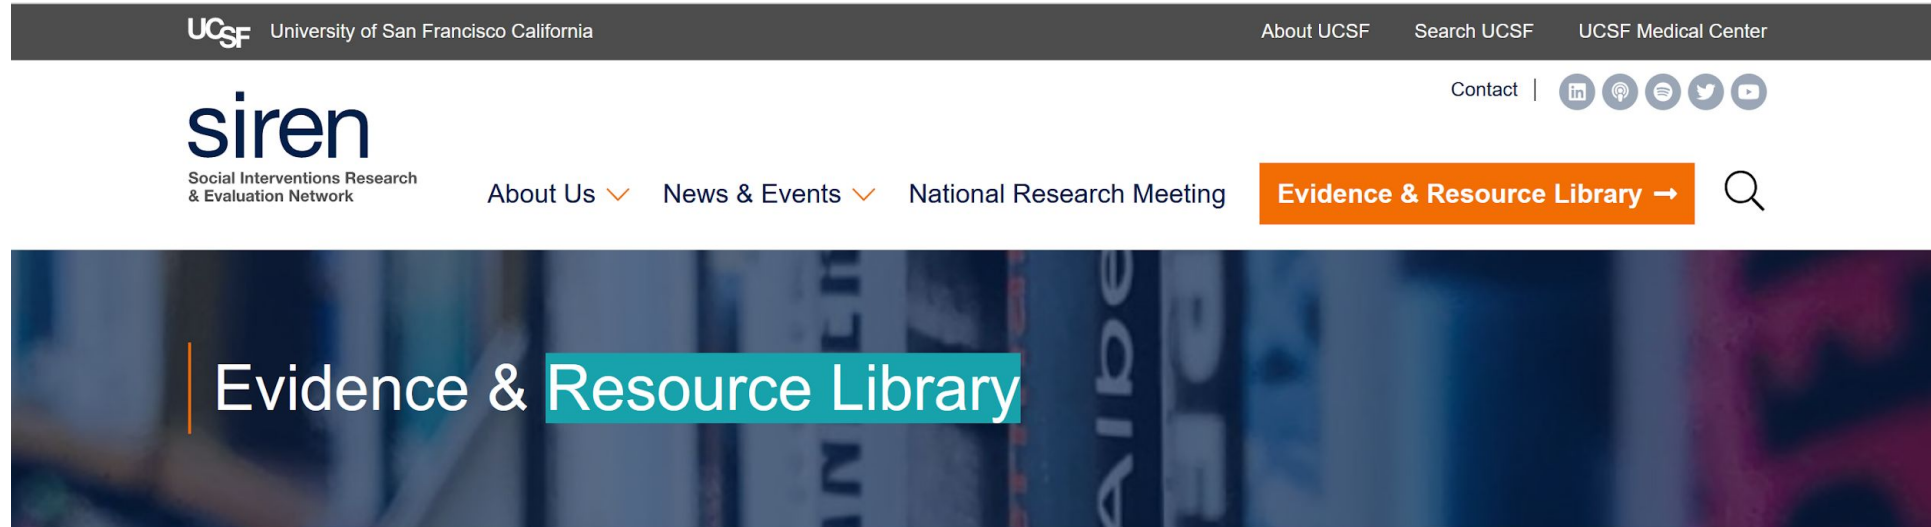 UCSF University of San Francisco California About UCSF Search UCSF UCSF Medical Center
Contact
siren
Social Interventions Research
& Evaluation Network
About Us News & Events National Research Meeting Evidence & Resource Library →
Evidence & Resource Library
Albe